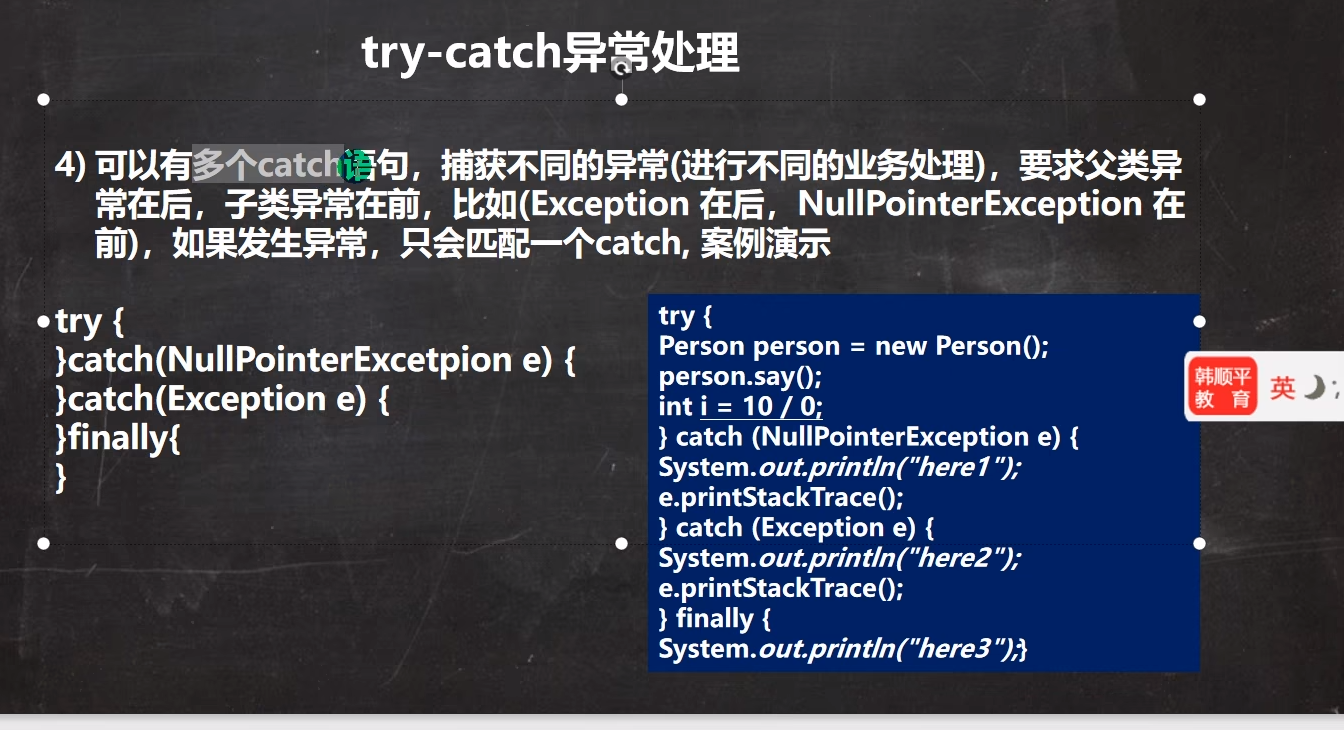 try-catch异常处理
4) 可以有多个catch语句，捕获不同的异常(进行不同的业务处理)，要求父类异
常在后，子类异常在前，比如(Exception 在后，NullPointerException 在
前)，如果发生异常，只会匹配一个catch, 案例演示
try {
}catch(NullPointerExcetpion e) {
}catch(Exception e) {
}finally{
}
try {
Person person = new Person();
person.say();
int i = 10 / 0;
} catch (NullPointerException e) {
System.out.println("here1");
e.printStackTrace();
} catch (Exception e) {
System.out.println("here2");
e.printStackTrace();
} finally {
System.out.println("here3");}
韩顺平
教 育
英